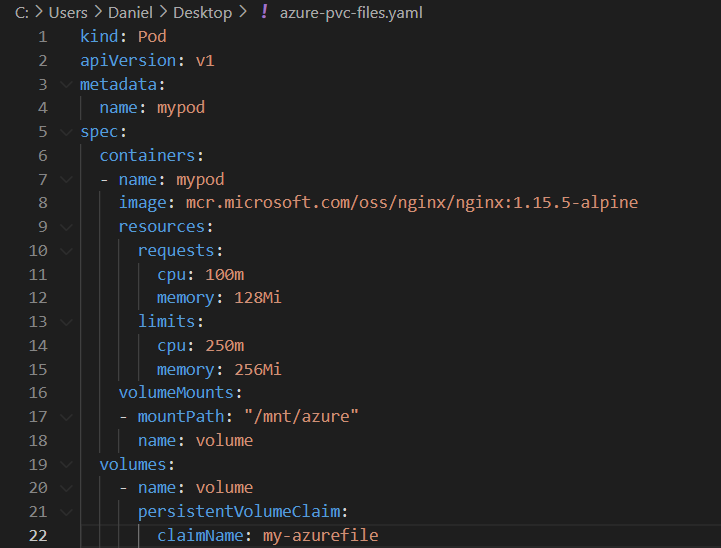 C: > Users > Daniel > Desktop > ! azure-pvc-files.yaml
1 kind: Pod
2 apiVersion: v1
3 metadata:
4   name: mypod
5 spec:
6   containers:
7   - name: mypod
8     image: mcr.microsoft.com/oss/nginx/nginx:1.15.5-alpine
9     resources:
10       requests:
11         cpu: 100m
12         memory: 128Mi
13       limits:
14         cpu: 250m
15         memory: 256Mi
16     volumeMounts:
17     - mountPath: "/mnt/azure"
18       name: volume
19   volumes:
20     - name: volume
21       persistentVolumeClaim:
22         claimName: my-azurefile